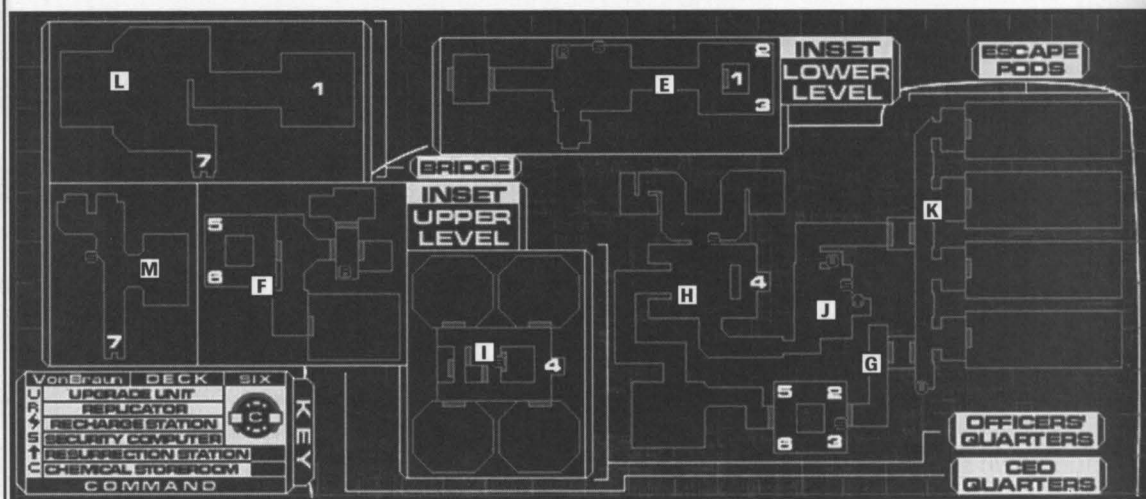 L
1
7
BRIDGE
R
S
E
2
1
3
INSET
LOWER
LEVEL
ESCAPE
PODS
K
5
6
F
R
M
7
INSET
UPPER
LEVEL
I
4
H
4
J
G
5 2
6 3
OFFICERS'
QUARTERS
CEO
QUARTERS
VonBraun DECK SIX
U UPGRADE UNIT
R REPLICATOR
RECHARGE STATION
S SECURITY COMPUTER
RESURRECTION STATION
C CHEMICAL STOREROOM
COMMAND
C
KEY